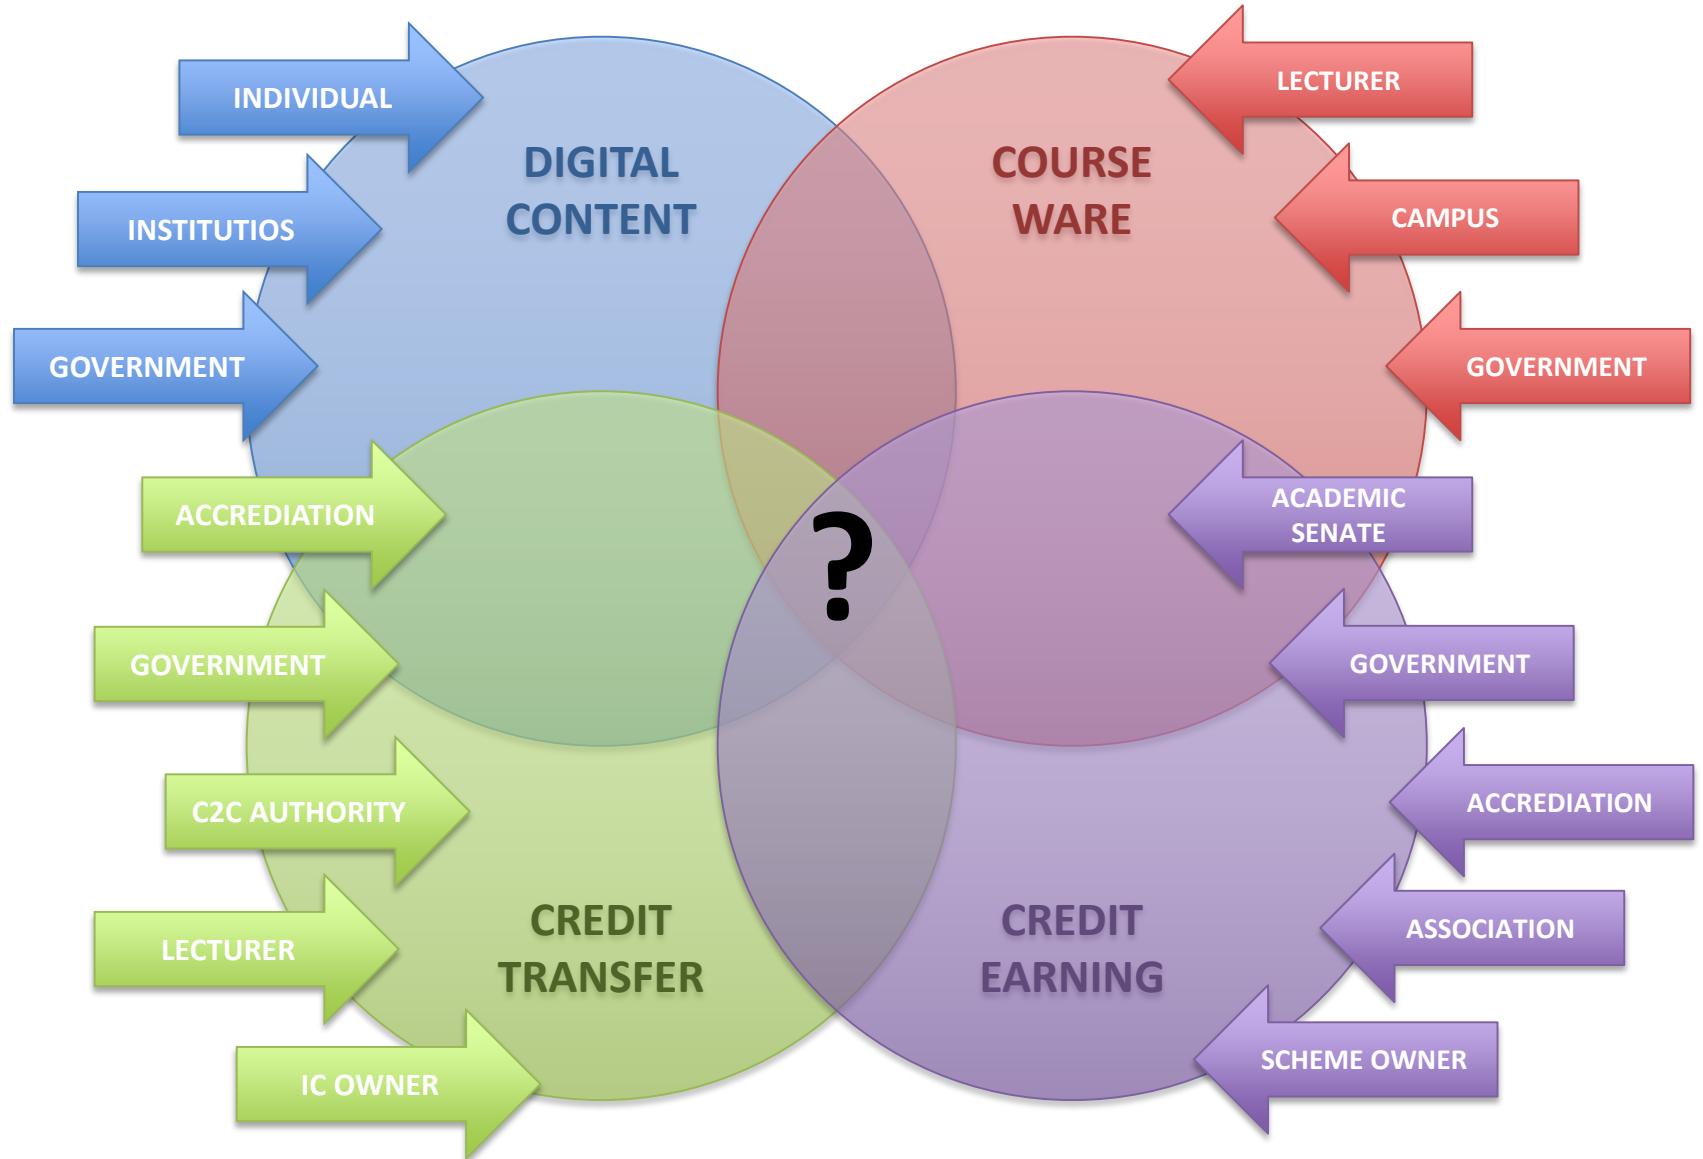 INDIVIDUAL
INSTITUTIOS
GOVERNMENT
DIGITAL
CONTENT
COURSE
WARE
LECTURER
CAMPUS
GOVERNMENT
ACCREDIATION
GOVERNMENT
C2C AUTHORITY
LECTURER
IC OWNER
CREDIT
TRANSFER
?
CREDIT
EARNING
ACADEMIC
SENATE
GOVERNMENT
ACCREDIATION
ASSOCIATION
SCHEME OWNER